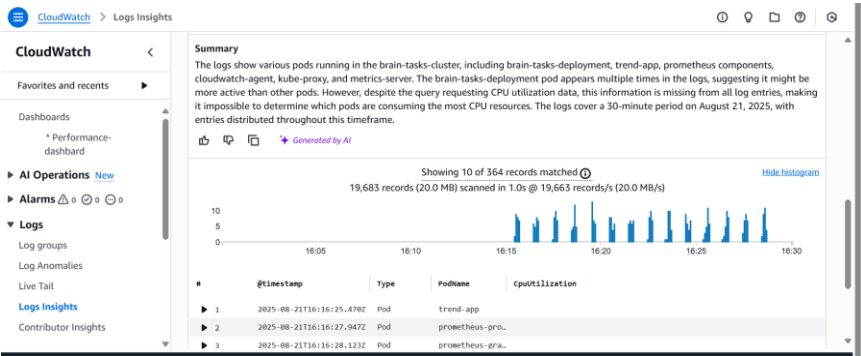 CloudWatch > Logs Insights
CloudWatch
Favorites and recents
Dashboards
* Performance-
dashbard
AI Operations New
Alarms 0 0 0
Logs
Log groups
Log Anomalies
Live Tail
Logs Insights
Contributor Insights
Summary
The logs show various pods running in the brain-tasks-cluster, including brain-tasks-deployment, trend-app, prometheus components,
cloudwatch-agent, kube-proxy, and metrics-server. The brain-tasks-deployment pod appears multiple times in the logs, suggesting it might be
more active than other pods. However, despite the query requesting CPU utilization data, this information is missing from all log entries, making
it impossible to determine which pods are consuming the most CPU resources. The logs cover a 30-minute period on August 21, 2025, with
entries distributed throughout this timeframe.
Generated by AI
Showing 10 of 364 records matched
Hide histogram
19,683 records (20.0 MB) scanned in 1.0s @ 19,663 records/s (20.0 MB/s)
10
5
0
16:05 16:10 16:15 16:20 16:25 16:30
# @timestamp Type PodName CpuUtilization
1 2025-08-21T16:16:25.470Z Pod trend-app
2 2025-08-21T16:16:27.947Z Pod prometheus-pro…
3 2025-08-21T16:16:28.123Z Pod prometheus-gra…